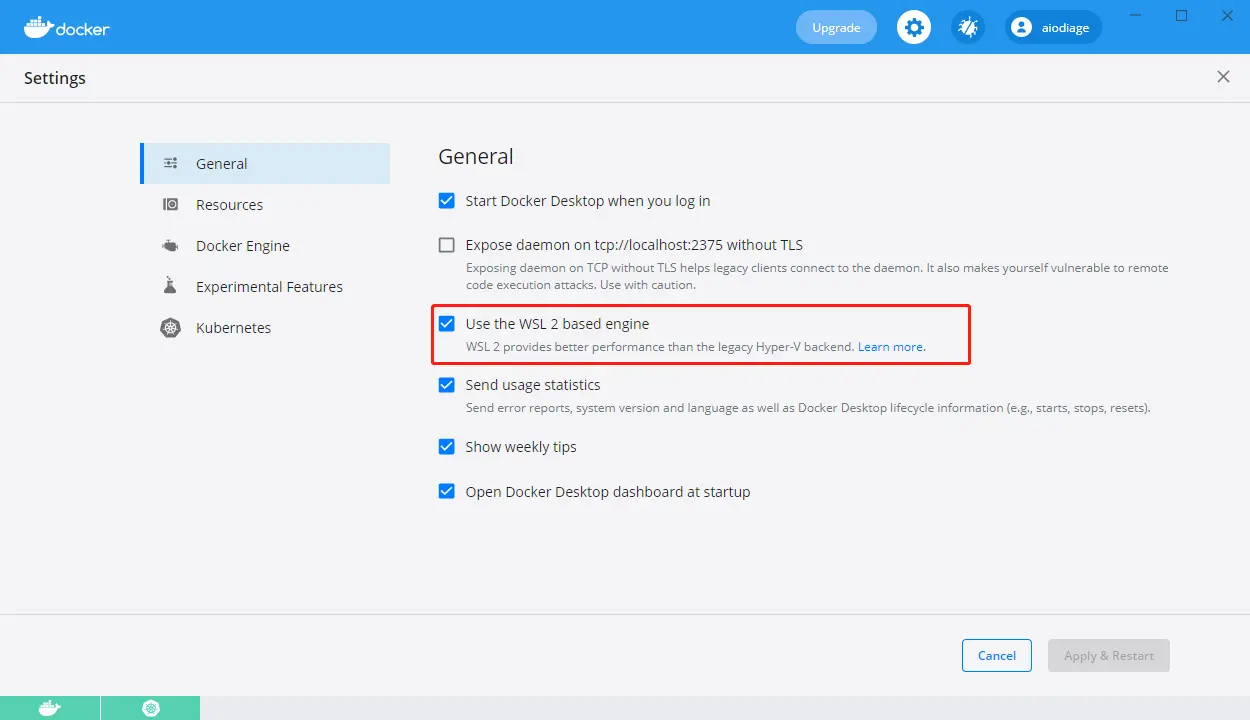 docker
Upgrade
aiodiage
Settings
General
Resources
Docker Engine
Experimental Features
Kubernetes
General
Start Docker Desktop when you log in
Expose daemon on tcp://localhost:2375 without TLS
Exposing daemon on TCP without TLS helps legacy clients connect to the daemon. It also makes yourself vulnerable to remote
code execution attacks. Use with caution.
Use the WSL 2 based engine
WSL 2 provides better performance than the legacy Hyper-V backend. Learn more.
Send usage statistics
Send error reports, system version and language as well as Docker Desktop lifecycle information (e.g., starts, stops, resets).
Show weekly tips
Open Docker Desktop dashboard at startup
Cancel
Apply & Restart